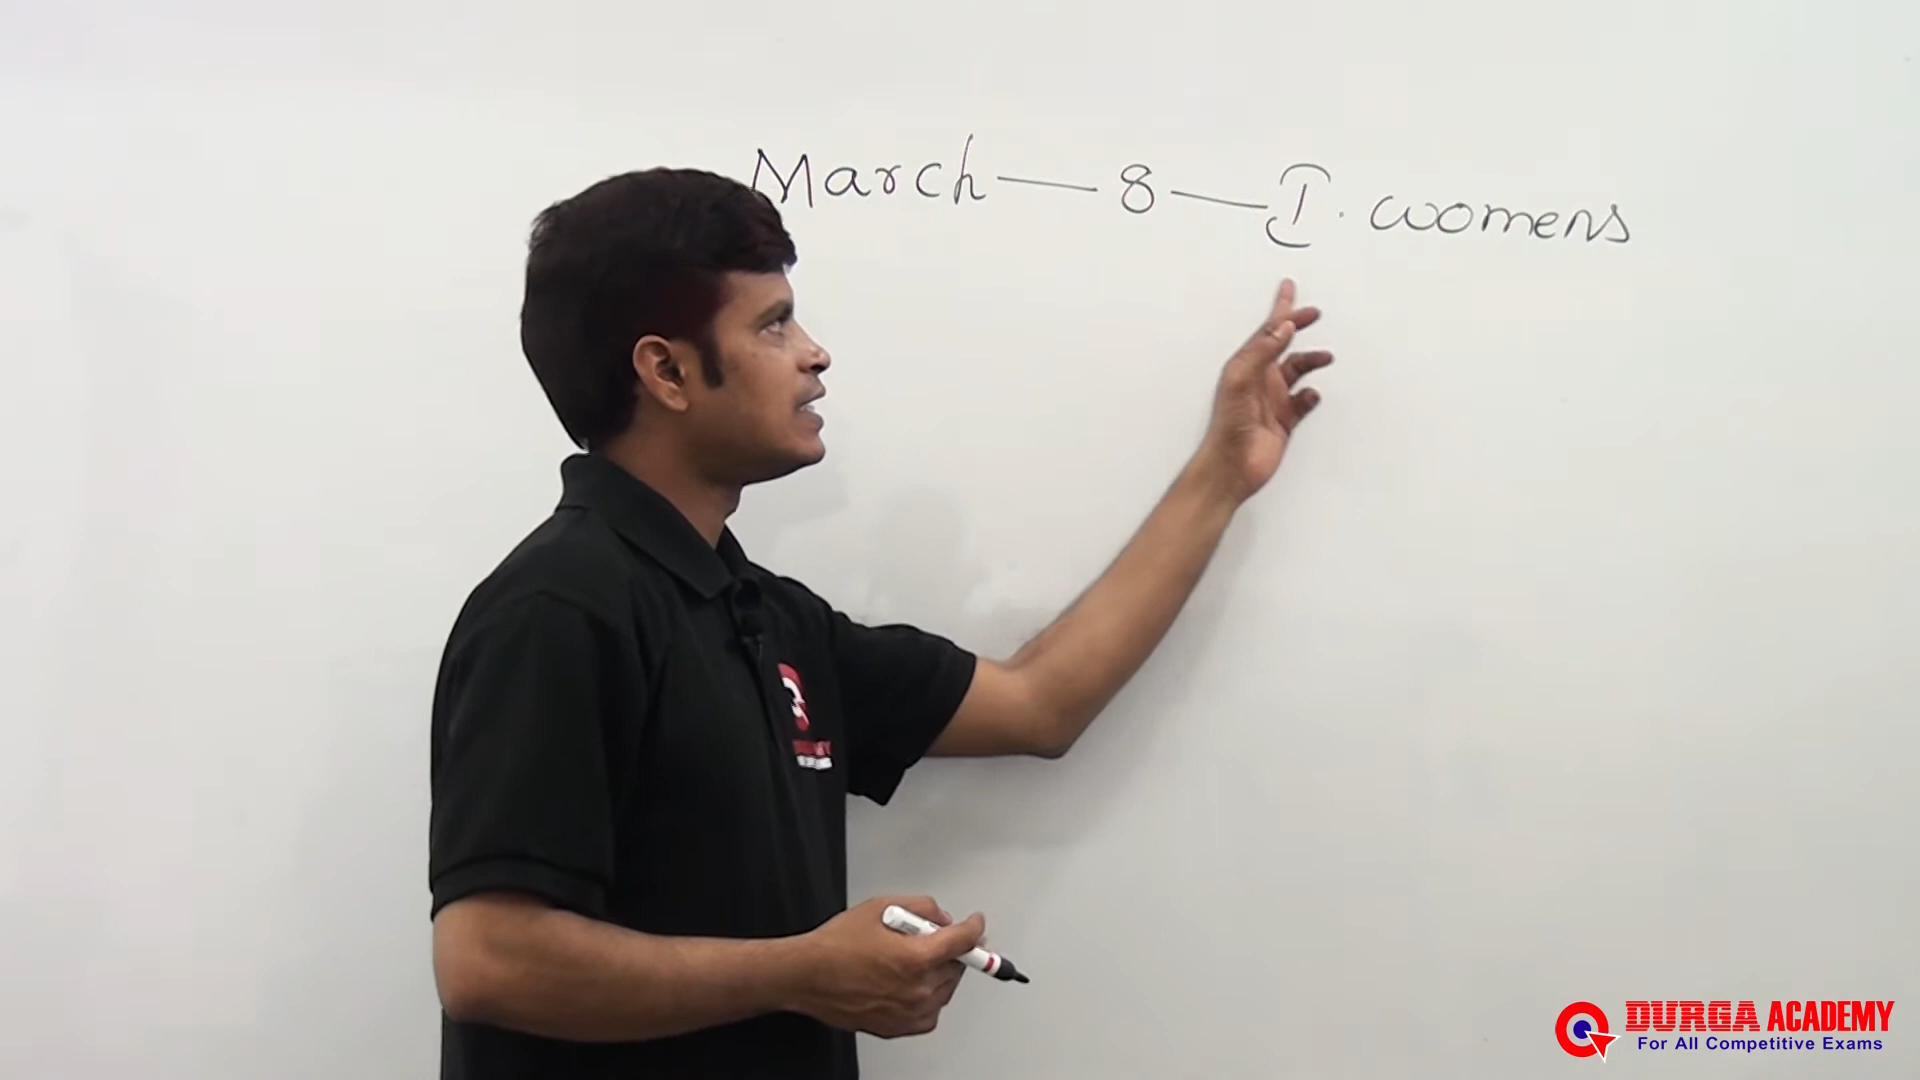 March — 8 — I. womens
DURGA ACADEMY
For All Competitive Exams